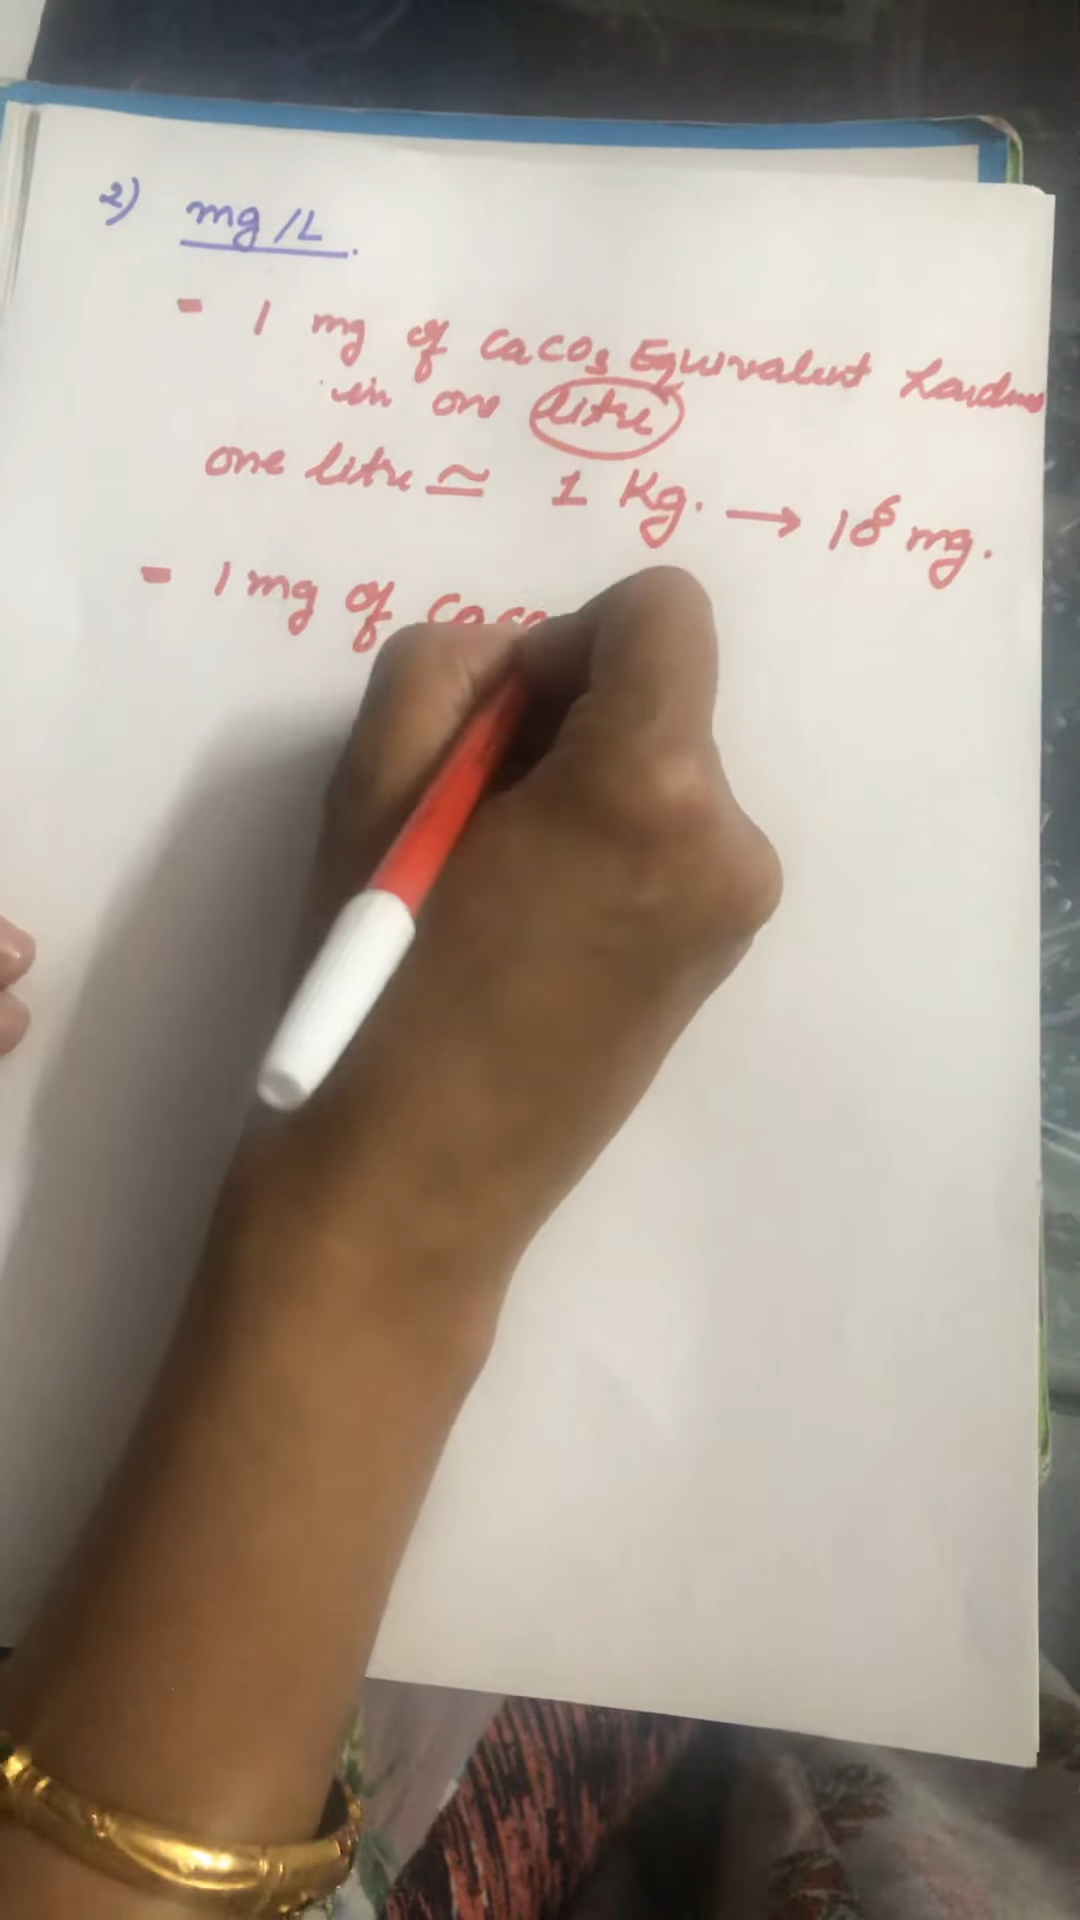 2) mg/L.
- 1 mg of CaCO3 Equivalent hardness
in one litre
one litre ≃ 1 Kg. → 10⁶ mg.
- 1 mg of CaCO